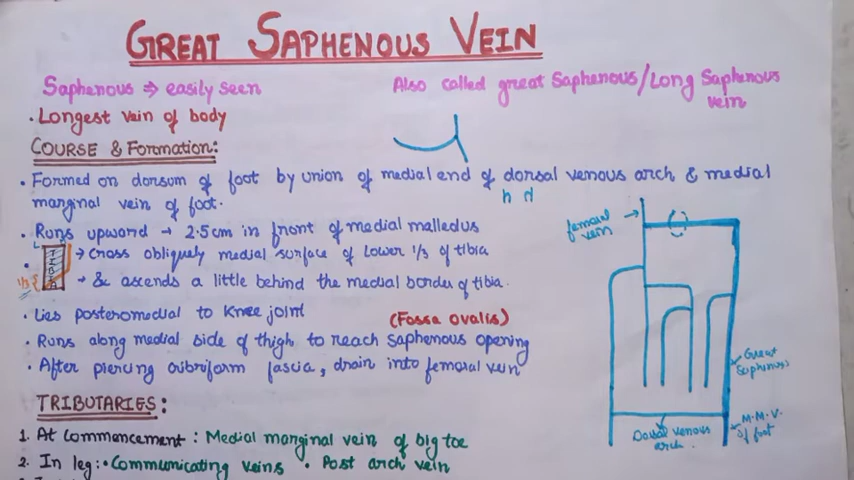 GREAT SAPHENOUS VEIN
Saphenous ⇒ easily seen
Also called great Saphenous/Long Saphenous vein
• Longest vein of body
COURSE & FORMATION:
• Formed on dorsum of foot by union of medial end of dorsal venous arch & medial
marginal vein of foot.
• Runs upward → 2.5cm in front of medial malledus
→ cross obliquely medial surface of lower 1/3 of tibia
→ & ascends a little behind the medial border of tibia.
1/3
• Lies posteromedial to knee joint
(Fossa ovalis)
• Runs along medial side of thigh to reach saphenous opening
• After piercing cribriform fascia, drain into femoral vein
femoral
vein
Great
Saphenous
M.M.V.
of foot
Dorsal venous
arch.
TRIBUTARIES:
1. At commencement: Medial marginal vein of big toe
2. In leg: • Communicating veins • Post arch vein